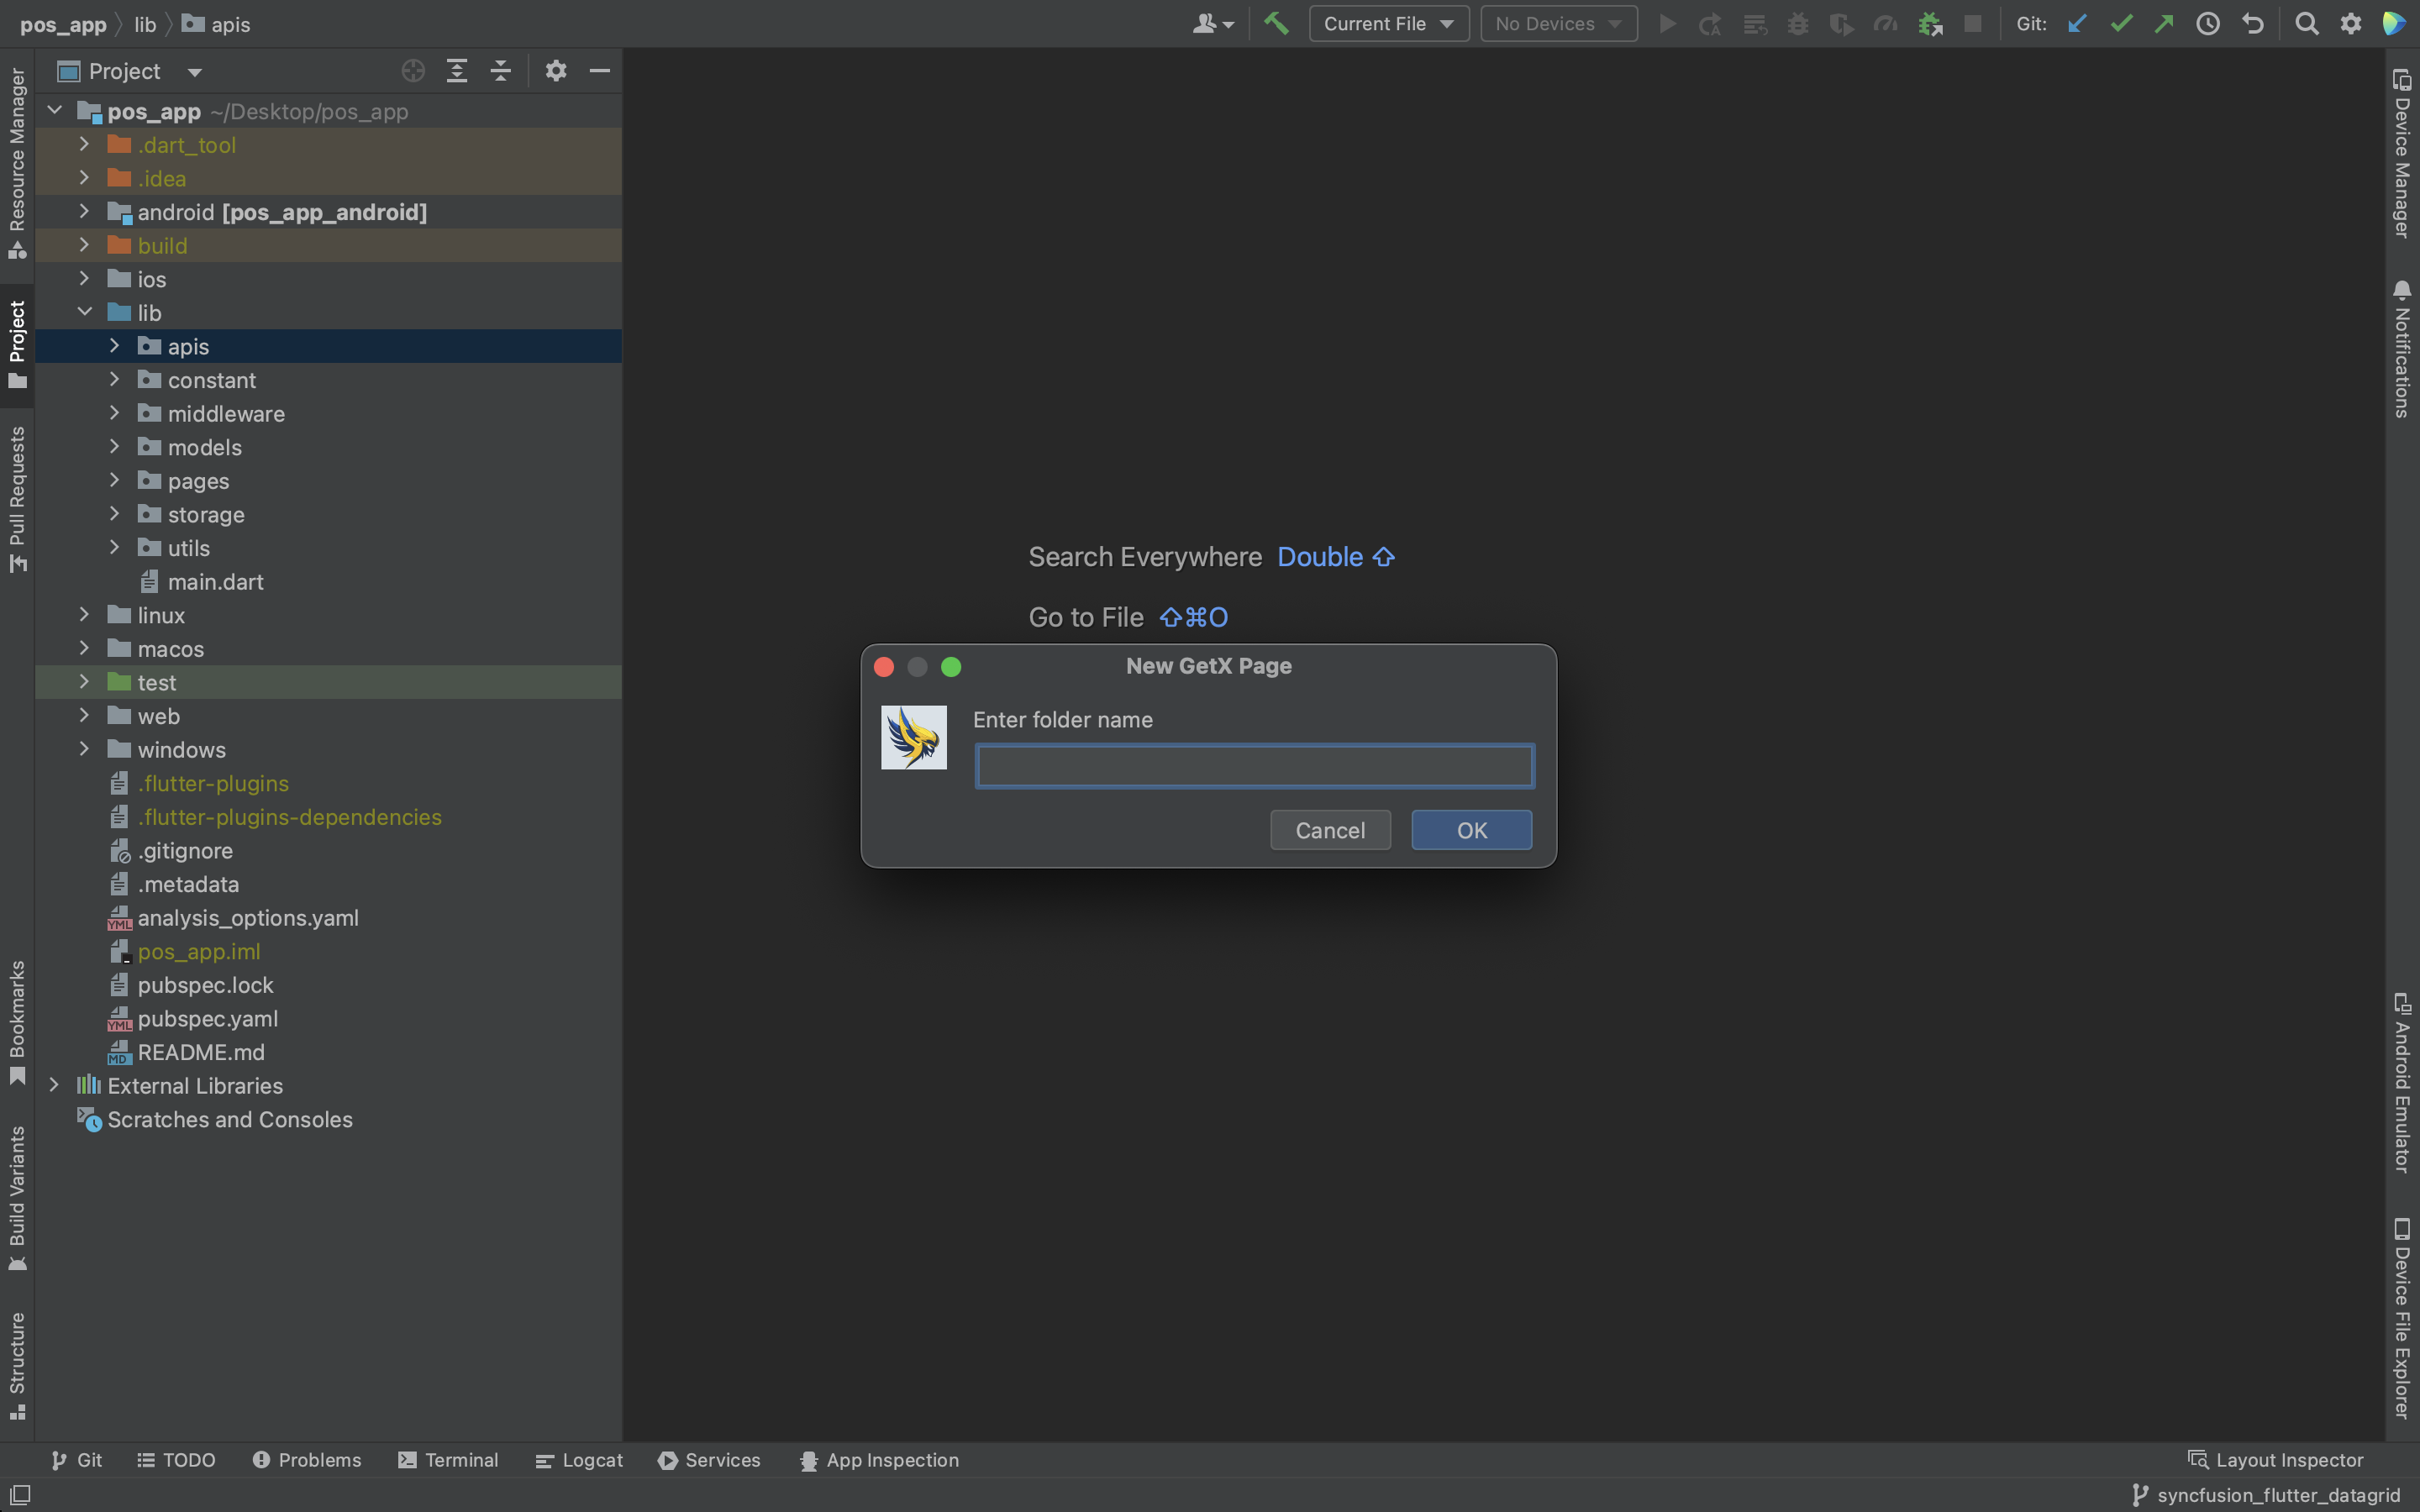 pos_app lib apis
Current File No Devices Git:
Project
pos_app ~/Desktop/pos_app
.dart_tool
.idea
android [pos_app_android]
build
ios
lib
apis
constant
middleware
models
pages
storage
utils
main.dart
linux
macos
test
web
windows
.flutter-plugins
.flutter-plugins-dependencies
.gitignore
.metadata
YML analysis_options.yaml
pos_app.iml
pubspec.lock
YML pubspec.yaml
MD README.md
External Libraries
Scratches and Consoles
Resource Manager
Project
Pull Requests
Bookmarks
Build Variants
Structure
Search Everywhere Double ⇧
Go to File ⇧⌘O
New GetX Page
Enter folder name
Cancel OK
Device Manager
Notifications
Android Emulator
Device File Explorer
Git TODO Problems Terminal Logcat Services App Inspection Layout Inspector
syncfusion_flutter_datagrid